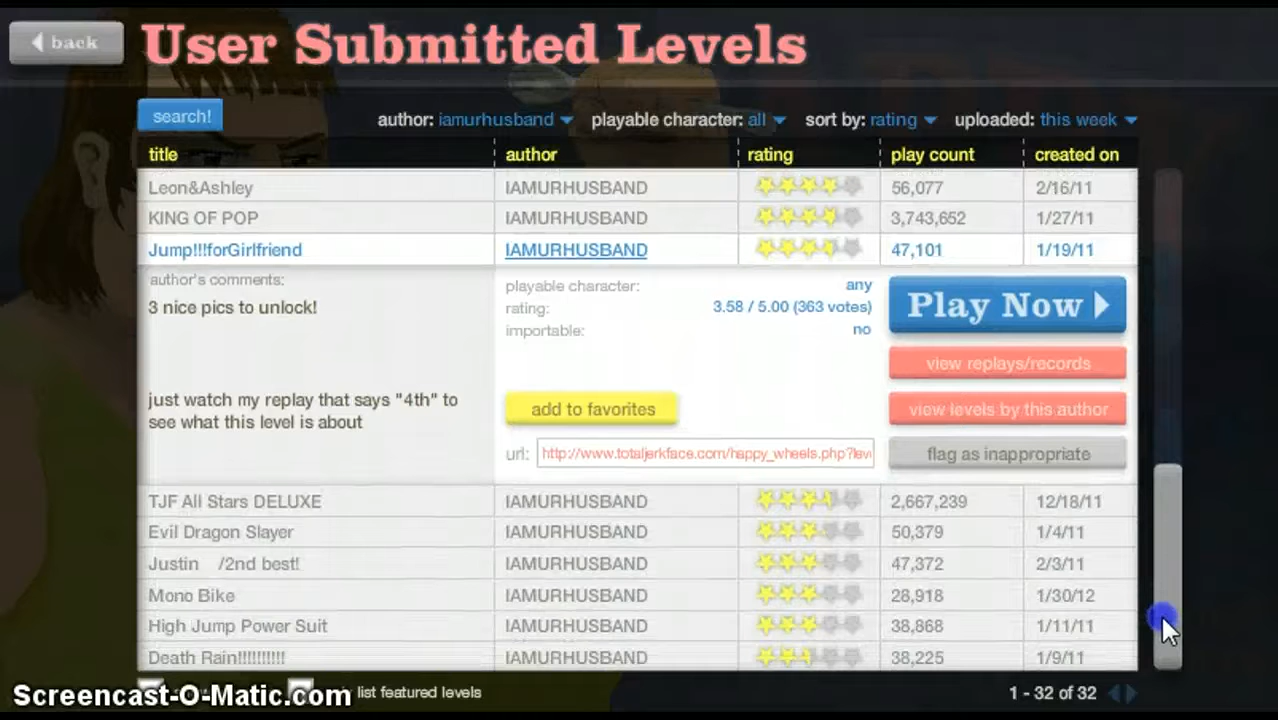 back
User Submitted Levels
search!
author: iamurhusband
playable character: all
sort by: rating
uploaded: this week
title author rating play count created on
Leon&Ashley IAMURHUSBAND 56,077 2/16/11
KING OF POP IAMURHUSBAND 3,743,652 1/27/11
Jump!!!forGirlfriend IAMURHUSBAND 47,101 1/19/11
author's comments:
3 nice pics to unlock!
just watch my replay that says "4th" to
see what this level is about
playable character: any
rating: 3.58 / 5.00 (363 votes)
importable: no
add to favorites
url: http://www.totaljerkface.com/happy_wheels.php?lev
Play Now
view replays/records
view levels by this author
flag as inappropriate
TJF All Stars DELUXE IAMURHUSBAND 2,667,239 12/18/11
Evil Dragon Slayer IAMURHUSBAND 50,379 1/4/11
Justin /2nd best! IAMURHUSBAND 47,372 2/3/11
Mono Bike IAMURHUSBAND 28,918 1/30/12
High Jump Power Suit IAMURHUSBAND 38,868 1/11/11
Death Rain!!!!!!!!!! IAMURHUSBAND 38,225 1/9/11
Screencast-O-Matic.com
list featured levels
1 - 32 of 32